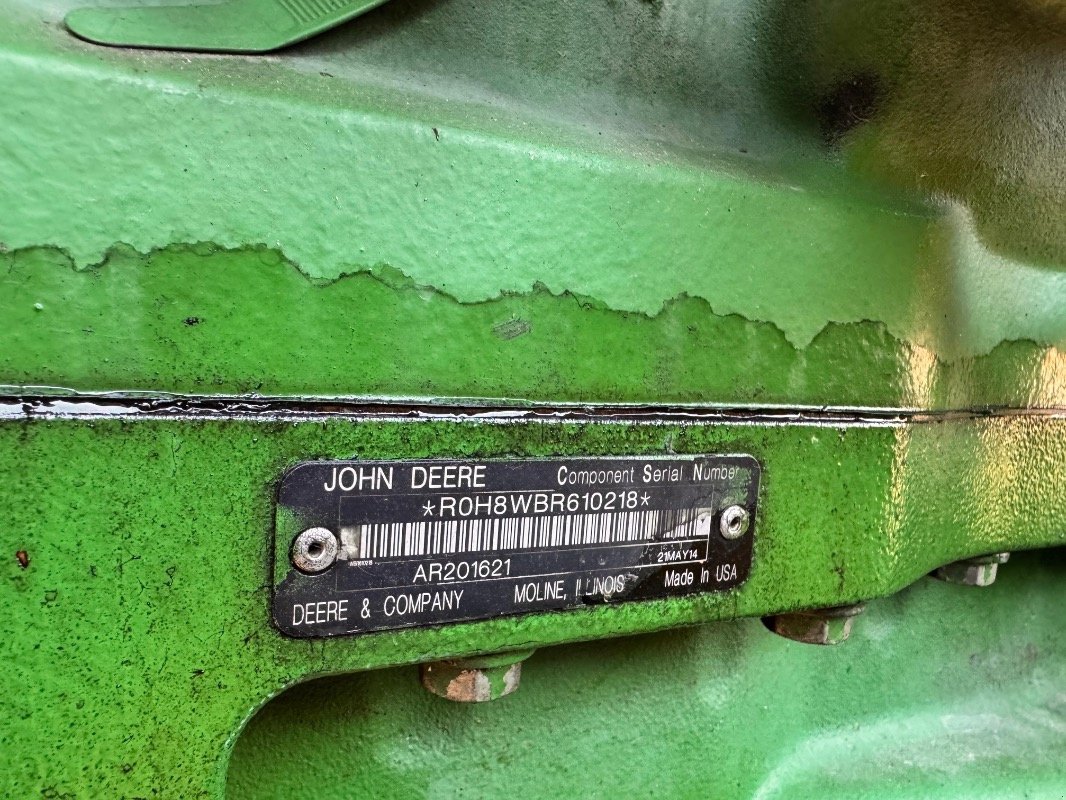 JOHN DEERE Component Serial Number
*R0H8WBR610218*
21MAY14
AR201621
DEERE & COMPANY MOLINE, ILLINOIS Made In USA